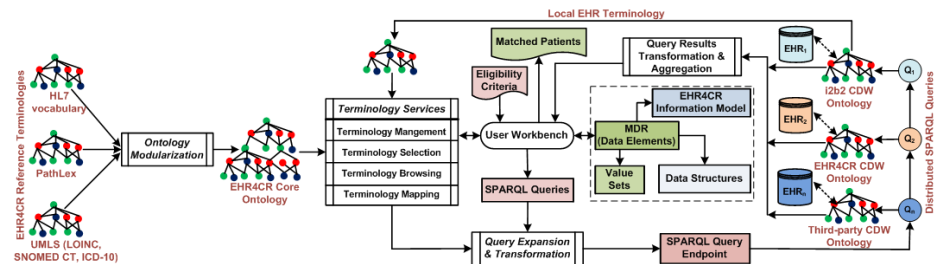 Local EHR Terminology
EHR4CR Reference Terminologies
HL7
vocabulary
PathLex
UMLS (LOINC,
SNOMED CT, ICD-10)
Ontology
Modularization
EHR4CR Core
Ontology
Terminology Services
Terminology Mangement
Terminology Selection
Terminology Browsing
Terminology Mapping
Matched
Patients
Eligibility
Criteria
User Workbench
SPARQL Queries
Query Expansion
& Transformation
Query Results
Transformation &
Aggregation
EHR4CR
Information Model
MDR
(Data Elements)
Value
Sets
Data Structures
SPARQL Query
Endpoint
EHR1
i2b2 CDW
Ontology
EHR2
EHR4CR CDW
Ontology
EHRn
Third-party CDW
Ontology
Q1
Q2
Qn
Distributed SPARQL Queries